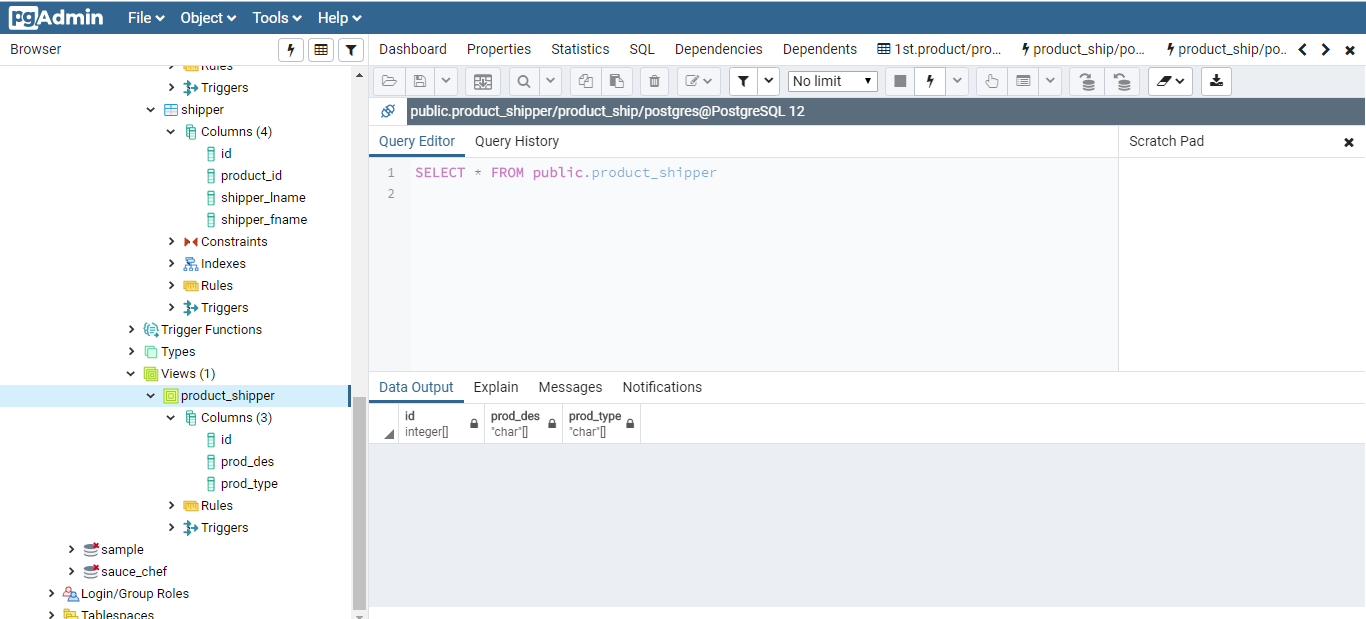 pgAdmin File Object Tools Help
Browser
Dashboard Properties Statistics SQL Dependencies Dependents 1st.product/pro... product_ship/po... product_ship/po..
Rules
Triggers
shipper
Columns (4)
id
product_id
shipper_lname
shipper_fname
Constraints
Indexes
Rules
Triggers
Trigger Functions
Types
Views (1)
product_shipper
Columns (3)
id
prod_des
prod_type
Rules
Triggers
sample
sauce_chef
Login/Group Roles
Tablespaces
No limit
public.product_shipper/product_ship/postgres@PostgreSQL 12
Query Editor Query History
1 SELECT * FROM public.product_shipper
2
Scratch Pad
Data Output Explain Messages Notifications
id prod_des prod_type
integer[] "char"[] "char"[]